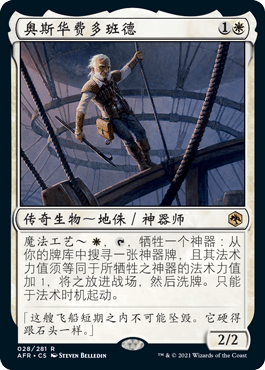 奥斯华费多班德 1
传奇生物～地侏 / 神器师
魔法工艺～，，牺牲一个神器：从
你的牌库中搜寻一张神器牌，且其法术
力值须等同于所牺牲之神器的法术力值
加1，将之放进战场，然后洗牌。只能
于法术时机起动。
「这艘飞船短期之内不可能坠毁。它硬得
跟石头一样。」
2/2
028/281 R
AFR • CS STEVEN BELLEDIN
™ & © 2021 Wizards of the Coast